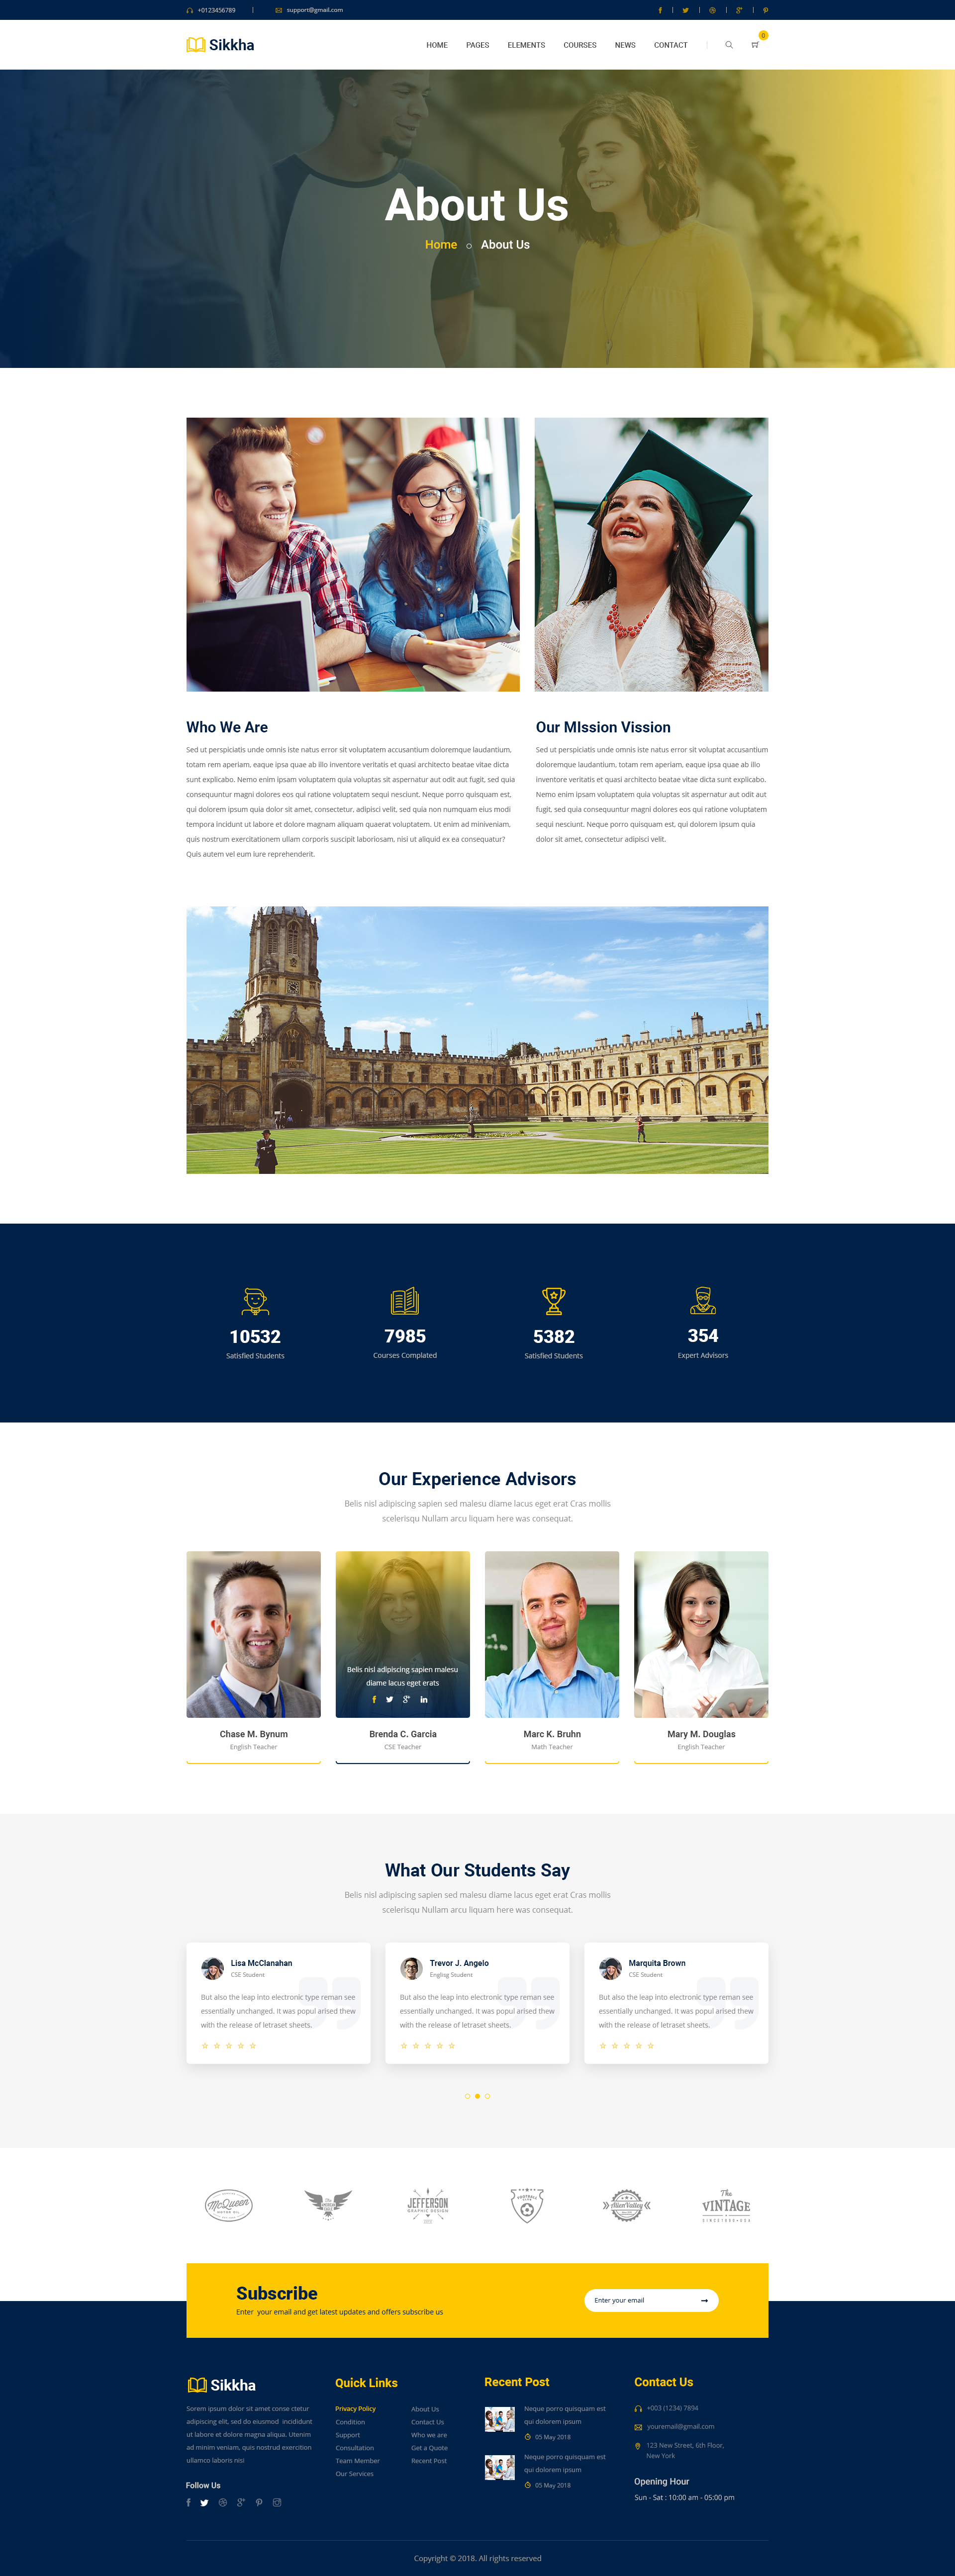 +0123456789
support@gmail.com
Sikkha
HOME PAGES ELEMENTS COURSES NEWS CONTACT
0
About Us
Home About Us
Who We Are
Sed ut perspiciatis unde omnis iste natus error sit voluptatem accusantium doloremque laudantium,
totam rem aperiam, eaque ipsa quae ab illo inventore veritatis et quasi architecto beatae vitae dicta
sunt explicabo. Nemo enim ipsam voluptatem quia voluptas sit aspernatur aut odit aut fugit, sed quia
consequuntur magni dolores eos qui ratione voluptatem sequi nesciunt. Neque porro quisquam est,
qui dolorem ipsum quia dolor sit amet, consectetur, adipisci velit, sed quia non numquam eius modi
tempora incidunt ut labore et dolore magnam aliquam quaerat voluptatem. Ut enim ad miniveniam,
quis nostrum exercitationem ullam corporis suscipit laboriosam, nisi ut aliquid ex ea consequatur?
Quis autem vel eum iure reprehenderit.
Our MIssion Vission
Sed ut perspiciatis unde omnis iste natus error sit voluptat accusantium
doloremque laudantium, totam rem aperiam, eaque ipsa quae ab illo
inventore veritatis et quasi architecto beatae vitae dicta sunt explicabo.
Nemo enim ipsam voluptatem quia voluptas sit aspernatur aut odit aut
fugit, sed quia consequuntur magni dolores eos qui ratione voluptatem
sequi nesciunt. Neque porro quisquam est, qui dolorem ipsum quia
dolor sit amet, consectetur adipisci velit.
10532
Satisfied Students
7985
Courses Complated
5382
Satisfied Students
354
Expert Advisors
Our Experience Advisors
Belis nisl adipiscing sapien sed malesu diame lacus eget erat Cras mollis
scelerisqu Nullam arcu liquam here was consequat.
Belis nisl adipiscing sapien malesu
diame lacus eget erats
Chase M. Bynum
English Teacher
Brenda C. Garcia
CSE Teacher
Marc K. Bruhn
Math Teacher
Mary M. Douglas
English Teacher
What Our Students Say
Belis nisl adipiscing sapien sed malesu diame lacus eget erat Cras mollis
scelerisqu Nullam arcu liquam here was consequat.
Lisa McClanahan
CSE Student
But also the leap into electronic type reman see
essentially unchanged. It was popul arised thew
with the release of letraset sheets.
Trevor J. Angelo
Englisg Student
But also the leap into electronic type reman see
essentially unchanged. It was popul arised thew
with the release of letraset sheets.
Marquita Brown
CSE Student
But also the leap into electronic type reman see
essentially unchanged. It was popul arised thew
with the release of letraset sheets.
McQueen
MOTOR OIL
AMERICAN
EAGLE
JEFFERSON
GRAPHIC DESIGN
FOOTBALL
AllenValley
The
VINTAGE
Subscribe
Enter your email and get latest updates and offers subscribe us
Enter your email
Sikkha
Rorem ipsum dolor sit amet conse ctetur
adipiscing elit, sed do eiusmod incididunt
ut labore et dolore magna aliqua. Utenim
ad minim veniam, quis nostrud exercition
ullamco laboris nisi
Follow Us
Quick Links
Privacy Policy
Condition
Support
Consultation
Team Member
Our Services
About Us
Contact Us
Who we are
Get a Quote
Recent Post
Recent Post
Neque porro quisquam est
qui dolorem ipsum
05 May 2018
Neque porro quisquam est
qui dolorem ipsum
05 May 2018
Contact Us
+003 (1234) 7894
youremail@gmail.com
123 New Street, 6th Floor,
New York
Opening Hour
Sun - Sat : 10:00 am - 05:00 pm
Copyright © 2018. All rights reserved